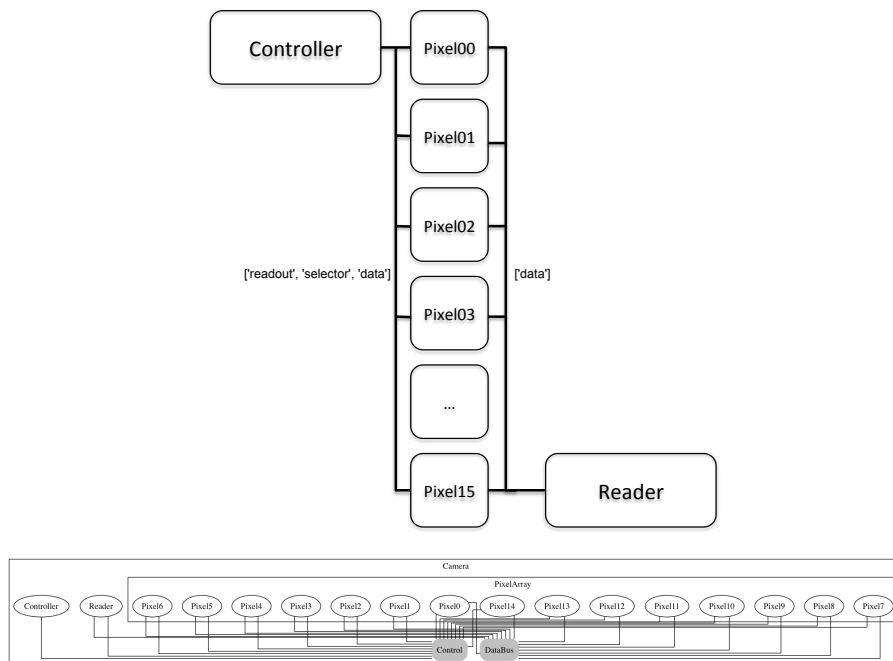 Controller
Pixel00
Pixel01
Pixel02
['readout', 'selector', 'data']
['data']
Pixel03
...
Pixel15
Reader
Camera
PixelArray
Controller
Reader
Pixel6
Pixel5
Pixel4
Pixel3
Pixel2
Pixel1
Pixel0
Pixel14
Pixel13
Pixel12
Pixel11
Pixel10
Pixel9
Pixel8
Pixel7
Control
DataBus